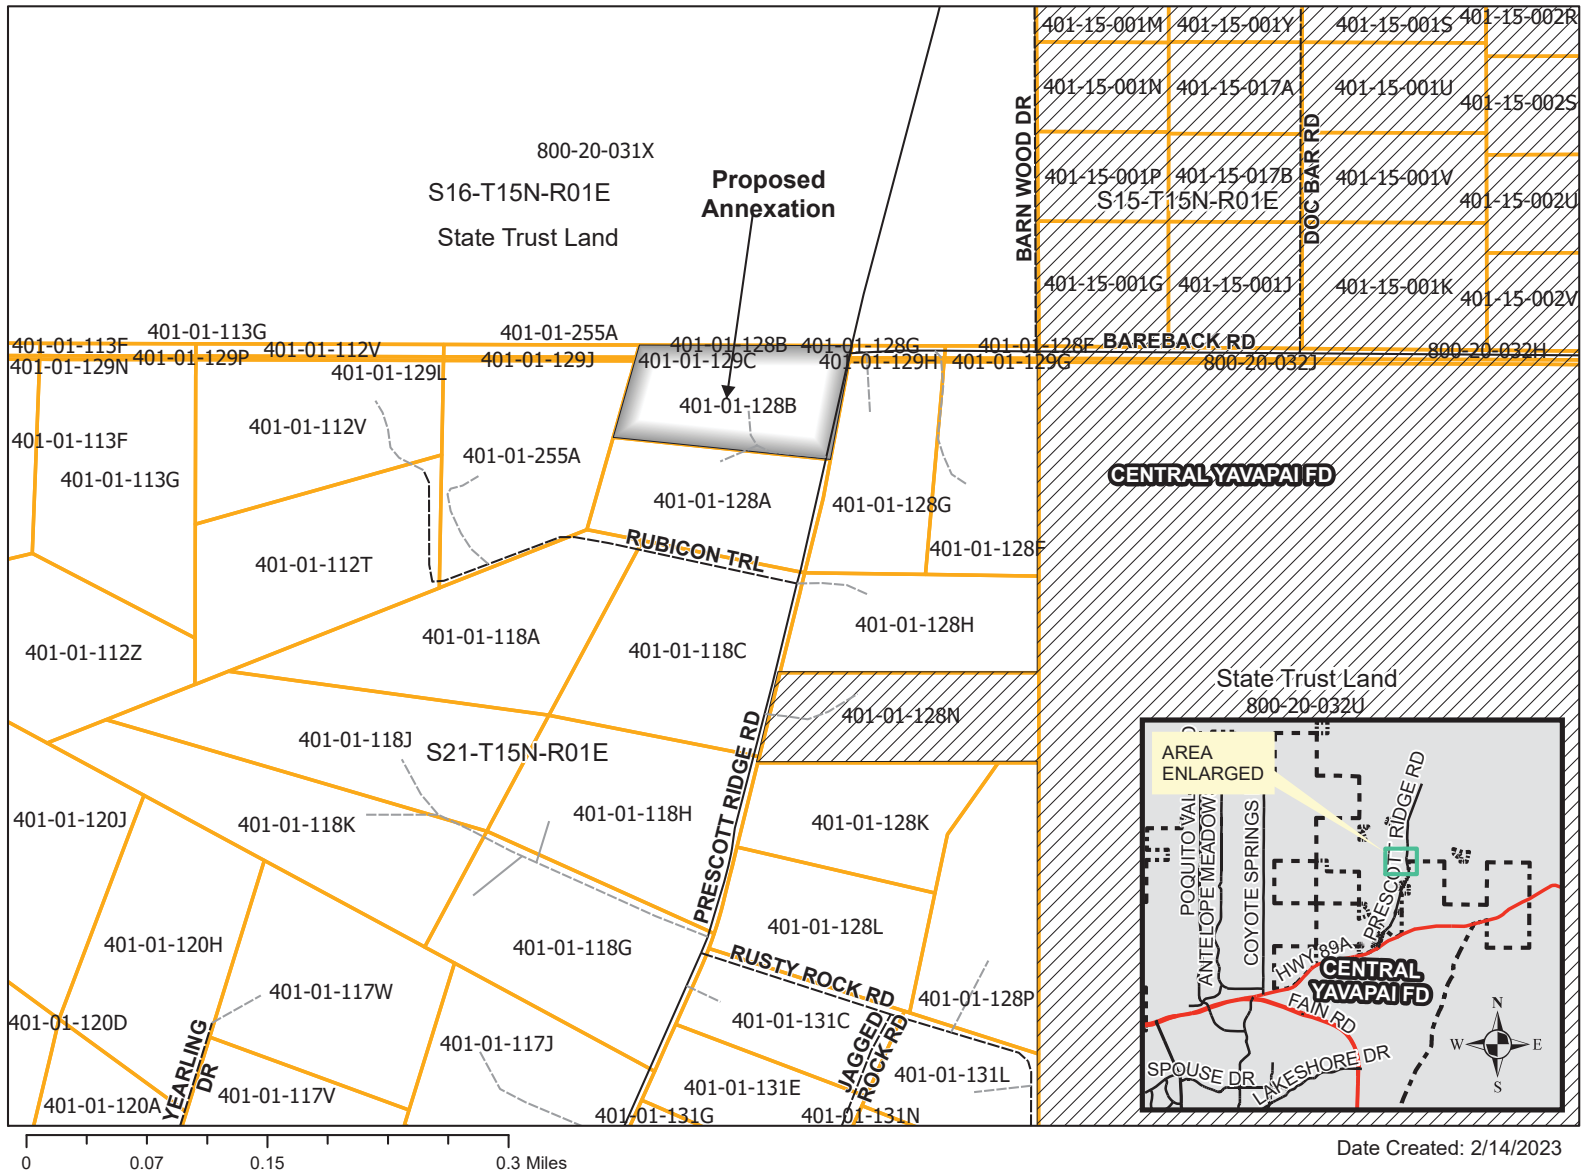 401-15-001M
401-15-001Y
401-15-001S
401-15-002R
401-15-001N
401-15-017A
401-15-001U
401-15-002S
BARN WOOD DR
DOC BAR RD
800-20-031X
S16-T15N-R01E
State Trust Land
Proposed
Annexation
401-15-001P
401-15-017B
401-15-001V
S15-T15N-R01E
401-15-002U
401-15-001G
401-15-001J
401-15-001K
401-15-002V
401-01-113F
401-01-113G
401-01-112V
401-01-255A
401-01-128B
401-01-128G
401-01-128F
BAREBACK RD
401-01-129N
401-01-129P
401-01-129L
401-01-129J
401-01-129C
401-01-129H
401-01-129G
800-20-032J
800-20-032H
401-01-128B
401-01-113F
401-01-112V
401-01-113G
401-01-255A
401-01-128A
401-01-128G
CENTRAL YAVAPAI FD
RUBICON TRL
401-01-128F
401-01-112T
401-01-118A
401-01-118C
401-01-128H
401-01-112Z
State Trust Land
800-20-032U
401-01-128N
401-01-118J
S21-T15N-R01E
PRESCOTT RIDGE RD
401-01-120J
401-01-118K
401-01-118H
401-01-128K
401-01-120H
401-01-118G
401-01-128L
RUSTY ROCK RD
401-01-117W
401-01-128P
401-01-120D
401-01-131C
JAGGED
ROCK RD
401-01-117J
401-01-131L
YEARLING
DR
401-01-120A
401-01-117V
401-01-131E
401-01-131G
401-01-131N
AREA
ENLARGED
ANTELOPE MEADOW
COYOTE SPRINGS
PRESCOTT RIDGE RD
HWY 89A
CENTRAL
YAVAPAI FD
FAIN RD
SPOUSE DR
LAKESHORE DR
N
W
E
S
0
0.07
0.15
0.3 Miles
Date Created: 2/14/2023